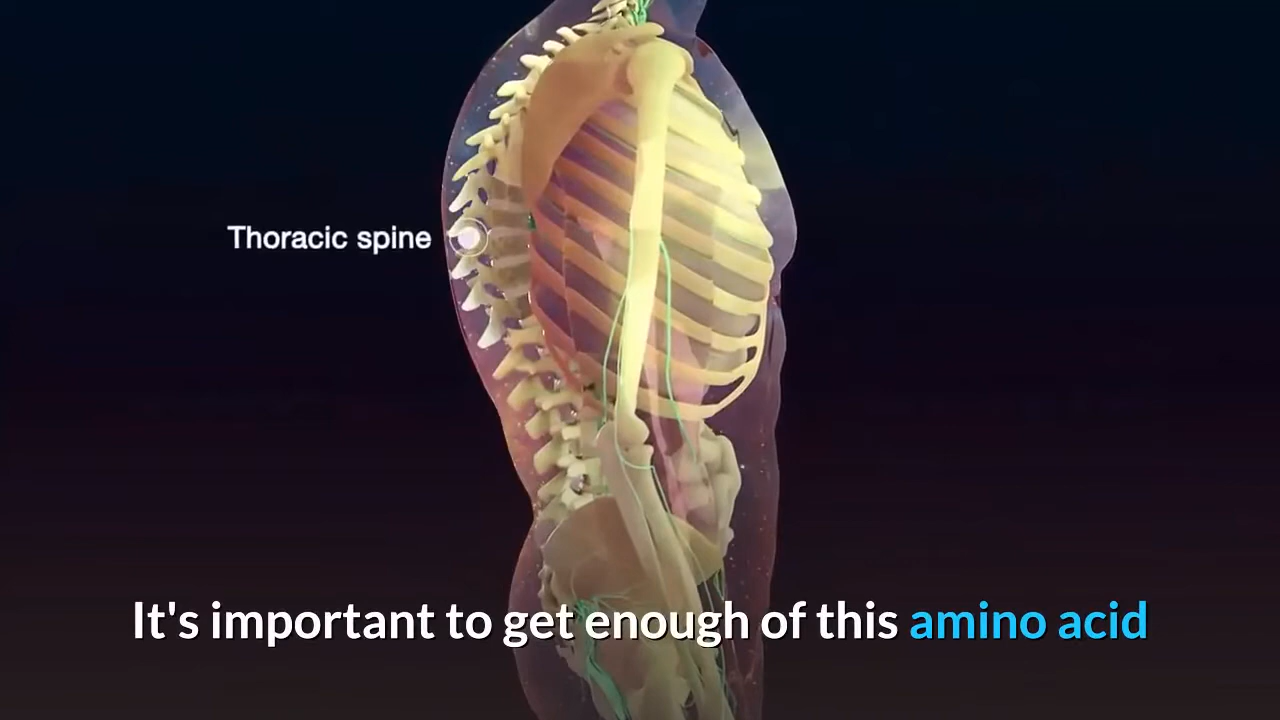 Thoracic spine
It's important to get enough of this amino acid